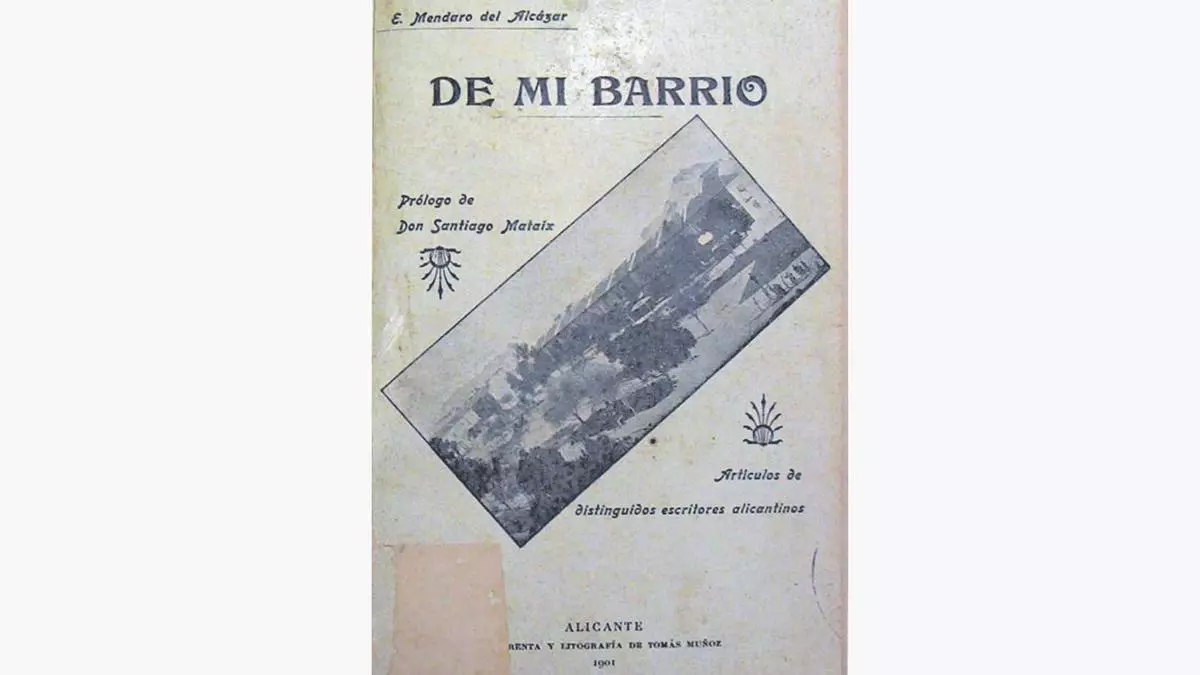 E. Mendaro del Alcázar
DE MI BARRIO
Prólogo de
Don Santiago Mataix
Artículos de
distinguidos escritores alicantinos
ALICANTE
RENTA Y LITOGRAFÍA DE TOMÁS MUÑOZ
1901